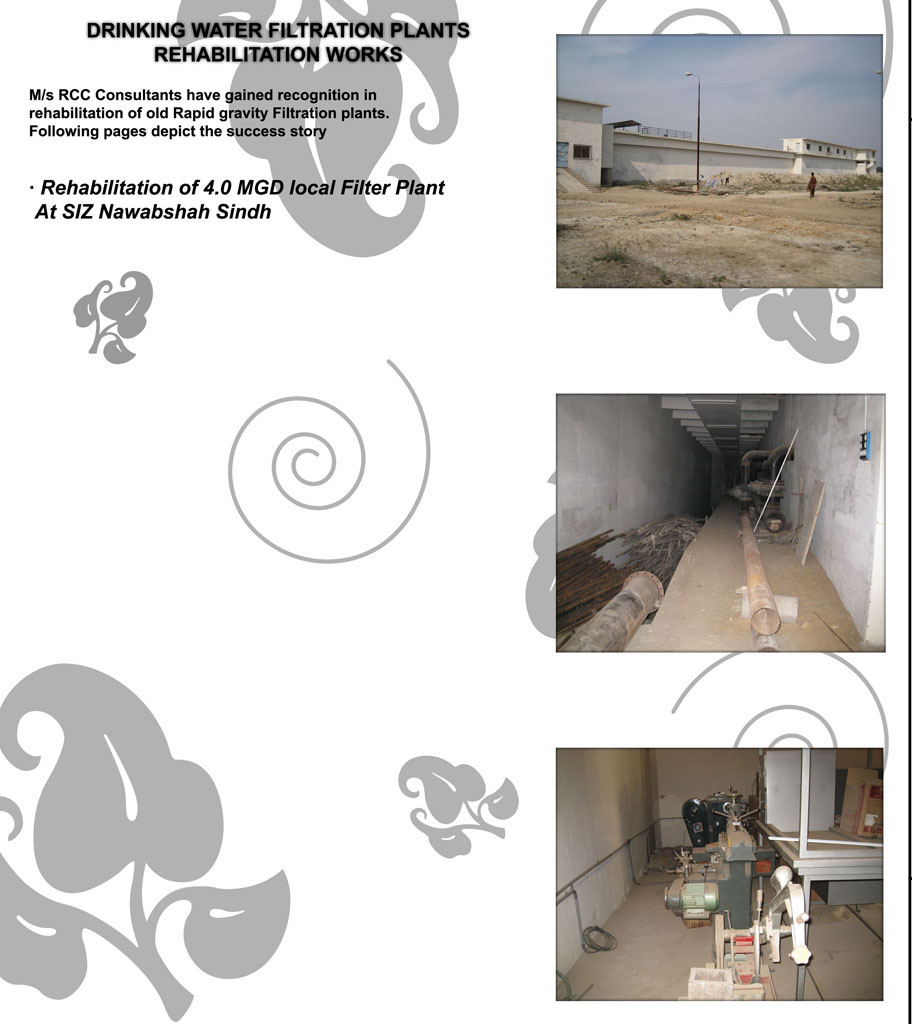 DRINKING WATER FILTRATION PLANTS
REHABILITATION WORKS
M/s RCC Consultants have gained recognition in
rehabilitation of old Rapid gravity Filtration plants.
Following pages depict the success story
· Rehabilitation of 4.0 MGD local Filter Plant
At SIZ Nawabshah Sindh